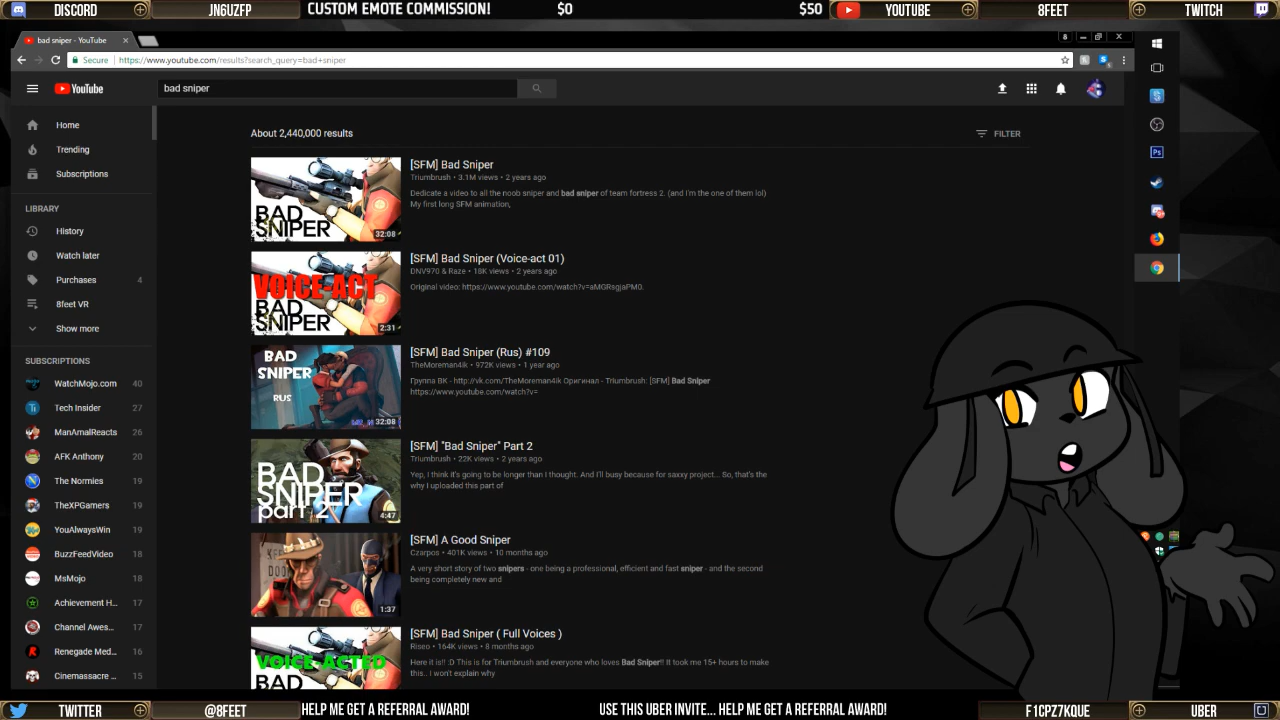 DISCORD
JN6UZFP
CUSTOM EMOTE COMMISSION!
$0
$50
YOUTUBE
8FEET
TWITCH
bad sniper - YouTube
Secure
https://www.youtube.com/results?search_query=bad+sniper
YouTube
bad sniper
Home
Trending
Subscriptions
LIBRARY
History
Watch later
Purchases 4
8feet VR
Show more
SUBSCRIPTIONS
WatchMojo.com 40
Tech Insider 27
ManAmalReacts 26
AFK Anthony 20
The Normies 19
TheXPGamers 19
YouAlwaysWin 19
BuzzFeedVideo 18
MsMojo 18
Achievement H... 17
Channel Awes... 17
Renegade Med... 16
Cinemassacre ... 15
About 2,440,000 results
FILTER
BAD
SNIPER
32:08
[SFM] Bad Sniper
Triumbrush • 3.1M views • 2 years ago
Dedicate a video to all the noob sniper and bad sniper of team fortress 2. (and I'm the one of them lol)
My first long SFM animation,
VOICE-ACT
BAD
SNIPER
2:31
[SFM] Bad Sniper (Voice-act 01)
DNV970 & Raze • 18K views • 2 years ago
Original video: https://www.youtube.com/watch?v=aMGRsgjaPM0.
BAD
SNIPER
RUS
32:08
[SFM] Bad Sniper (Rus) #109
TheMoreman4ik • 972K views • 1 year ago
Группа ВК - http://vk.com/TheMoreman4ik Оригинал - Triumbrush: [SFM] Bad Sniper
https://www.youtube.com/watch?v=
BAD
SNIPER
part 2
4:47
[SFM] "Bad Sniper" Part 2
Triumbrush • 22K views • 2 years ago
Yep, I think it's going to be longer than I thought. And I'll busy because for saxxy project... So, that's the
why I uploaded this part of
1:37
[SFM] A Good Sniper
Czarpos • 401K views • 10 months ago
A very short story of two snipers - one being a professional, efficient and fast sniper - and the second
being completely new and
VOICE-ACTED
BAD
[SFM] Bad Sniper ( Full Voices )
Riseo • 164K views • 8 months ago
Here it is!! :D This is for Triumbrush and everyone who loves Bad Sniper!! It took me 15+ hours to make
this.. I won't explain why
TWITTER
@8FEET
HELP ME GET A REFERRAL AWARD!
USE THIS UBER INVITE... HELP ME GET A REFERRAL AWARD!
F1CPZ7KQUE
UBER